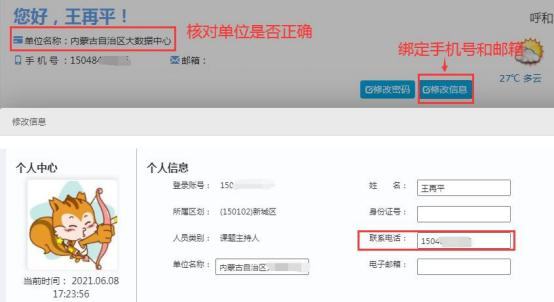 您好，王再平！
呼和
单位名称：内蒙古自治区大数据中心
核对单位是否正确
手机号：15048
邮箱：
绑定手机号和邮箱
27℃ 多云
修改密码
修改信息
修改信息
个人中心
个人信息
登录账号：150
姓 名：王再平
所属区划：(150102)新城区
身份证号：
人员类别：课题主持人
联系电话：1504
单位名称：内蒙古自治区
电子邮箱：
当前时间：2021.06.08
17:23:56